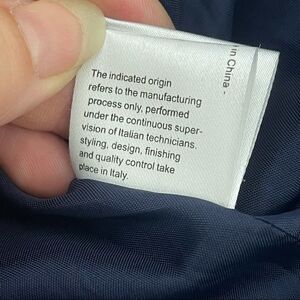 The indicated origin
refers to the manufacturing
process only, performed
under the continuous super-
vision of Italian technicians.
styling, design, finishing
and quality control take
place in Italy.
in China -